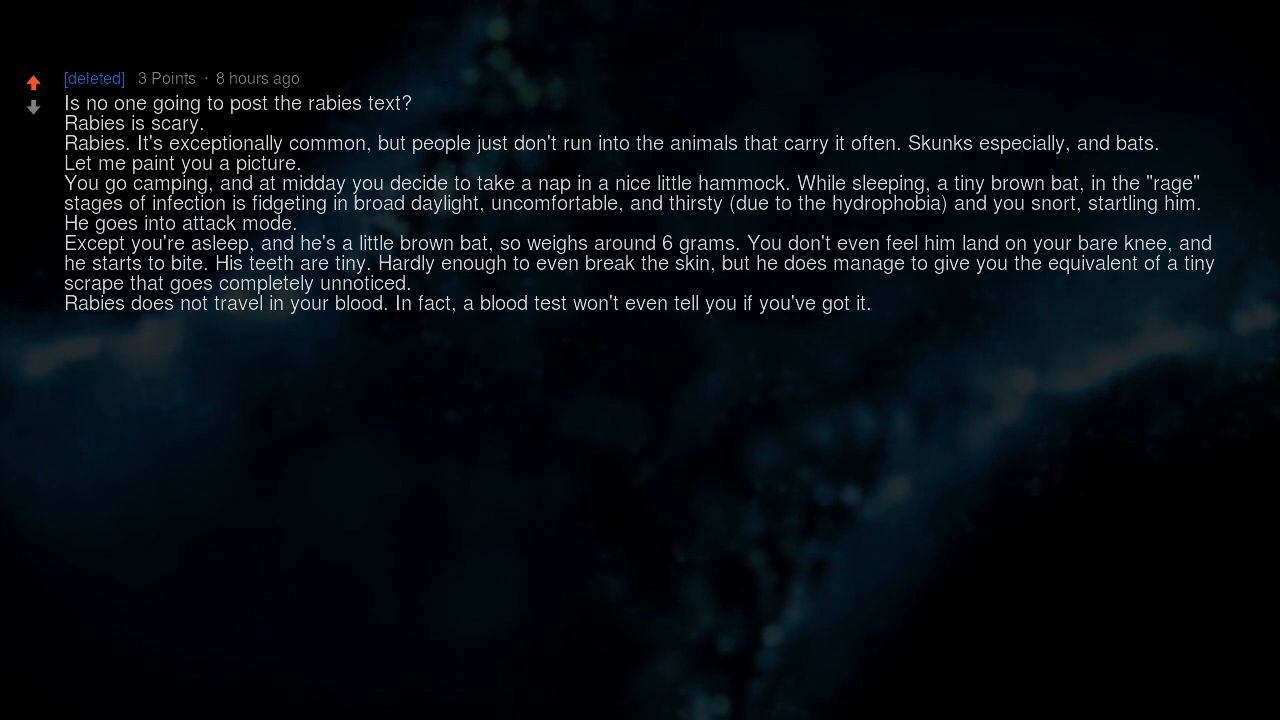 [deleted] 3 Points · 8 hours ago
Is no one going to post the rabies text?
Rabies is scary.
Rabies. It's exceptionally common, but people just don't run into the animals that carry it often. Skunks especially, and bats.
Let me paint you a picture.
You go camping, and at midday you decide to take a nap in a nice little hammock. While sleeping, a tiny brown bat, in the "rage"
stages of infection is fidgeting in broad daylight, uncomfortable, and thirsty (due to the hydrophobia) and you snort, startling him.
He goes into attack mode.
Except you're asleep, and he's a little brown bat, so weighs around 6 grams. You don't even feel him land on your bare knee, and
he starts to bite. His teeth are tiny. Hardly enough to even break the skin, but he does manage to give you the equivalent of a tiny
scrape that goes completely unnoticed.
Rabies does not travel in your blood. In fact, a blood test won't even tell you if you've got it.